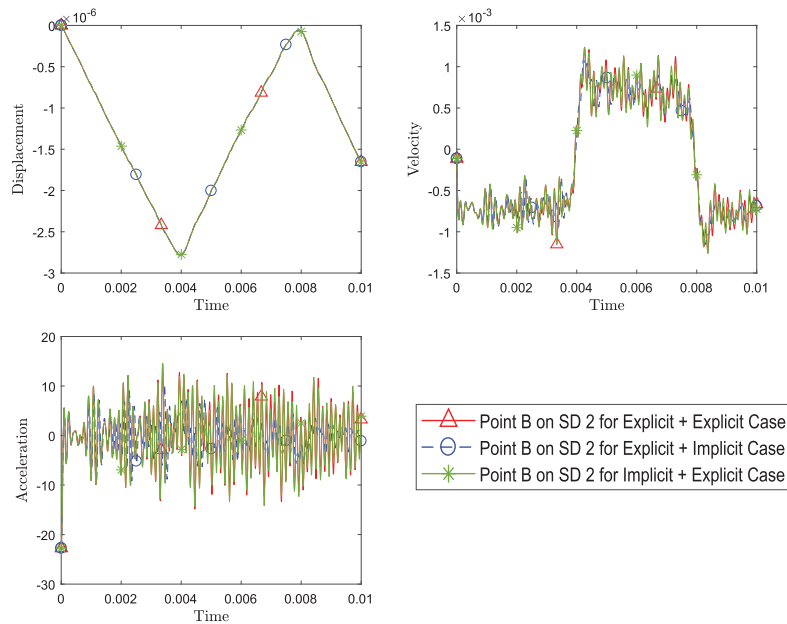 ×10⁻⁶
0
-0.5
-1
-1.5
-2
-2.5
-3
Displacement
0 0.002 0.004 0.006 0.008 0.01
Time
×10⁻³
1.5
1
0.5
0
-0.5
-1
-1.5
Velocity
0 0.002 0.004 0.006 0.008 0.01
Time
20
10
0
-10
-20
-30
Acceleration
0 0.002 0.004 0.006 0.008 0.01
Time
Point B on SD 2 for Explicit + Explicit Case
Point B on SD 2 for Explicit + Implicit Case
Point B on SD 2 for Implicit + Explicit Case